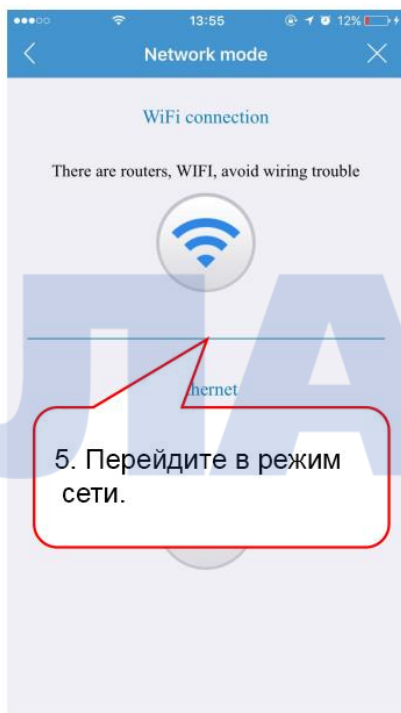 13:55
12%
Network mode
WiFi connection
There are routers, WIFI, avoid wiring trouble
hernet
5. Перейдите в режим
сети.